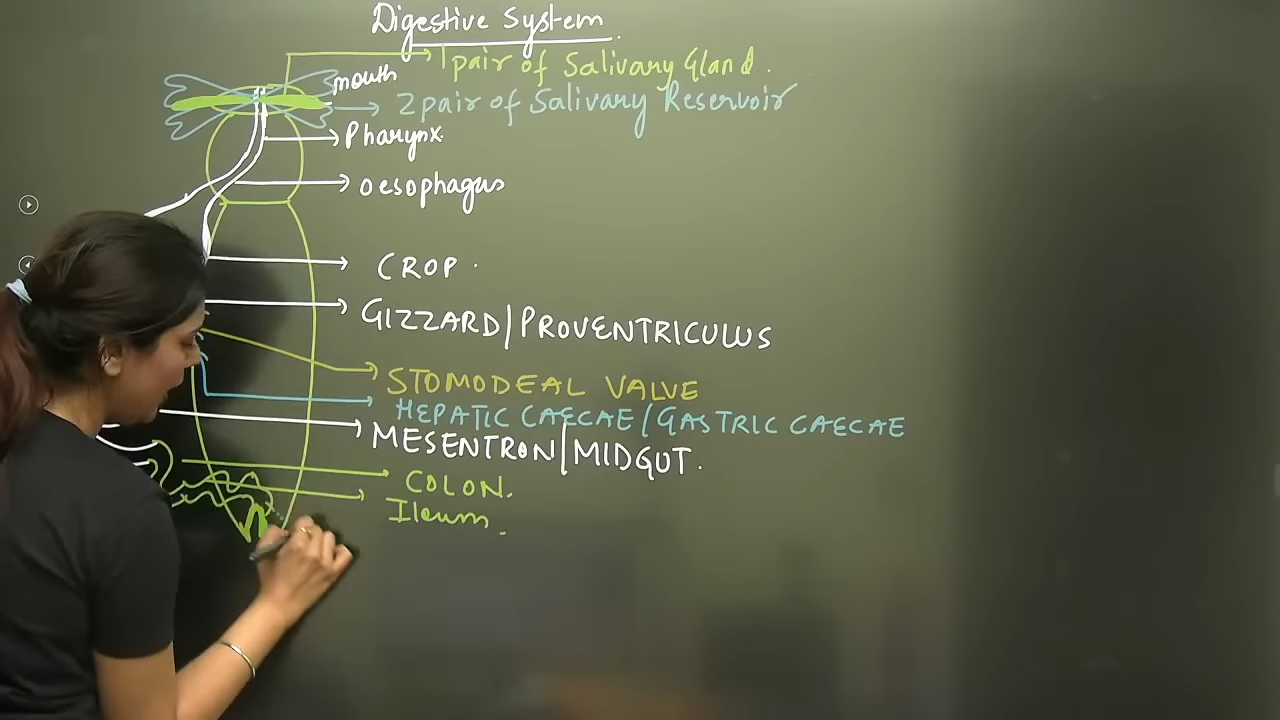 Digestive System
1 pair of Salivary Gland.
mouth
2 pair of Salivary Reservoir
Pharynx.
oesophagus
CROP.
GIZZARD/PROVENTRICULUS
STOMODEAL VALVE
HEPATIC CAECAE/GASTRIC CAECAE
MESENTRON/MIDGUT.
COLON.
Ileum.